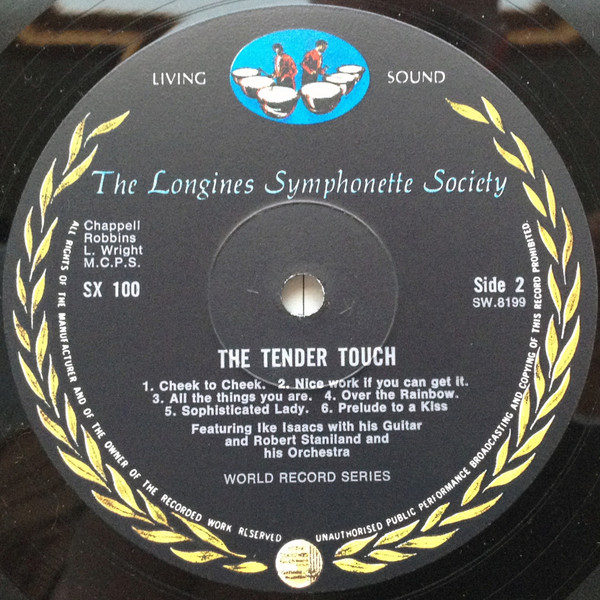 LIVING SOUND
The Longines Symphonette Society
Chappell
Robbins
L. Wright
M.C.P.S.
SX 100
Side 2
SW.8199
THE TENDER TOUCH
1. Cheek to Cheek. 2. Nice work if you can get it.
3. All the things you are. 4. Over the Rainbow.
5. Sophisticated Lady. 6. Prelude to a Kiss
Featuring Ike Isaacs with his Guitar
and Robert Staniland and
his Orchestra
WORLD RECORD SERIES
ALL RIGHTS OF THE MANUFACTURER AND OF THE OWNER OF THE RECORDED WORK RESERVED
UNAUTHORISED PUBLIC PERFORMANCE BROADCASTING AND COPYING OF THIS RECORD PROHIBITED.